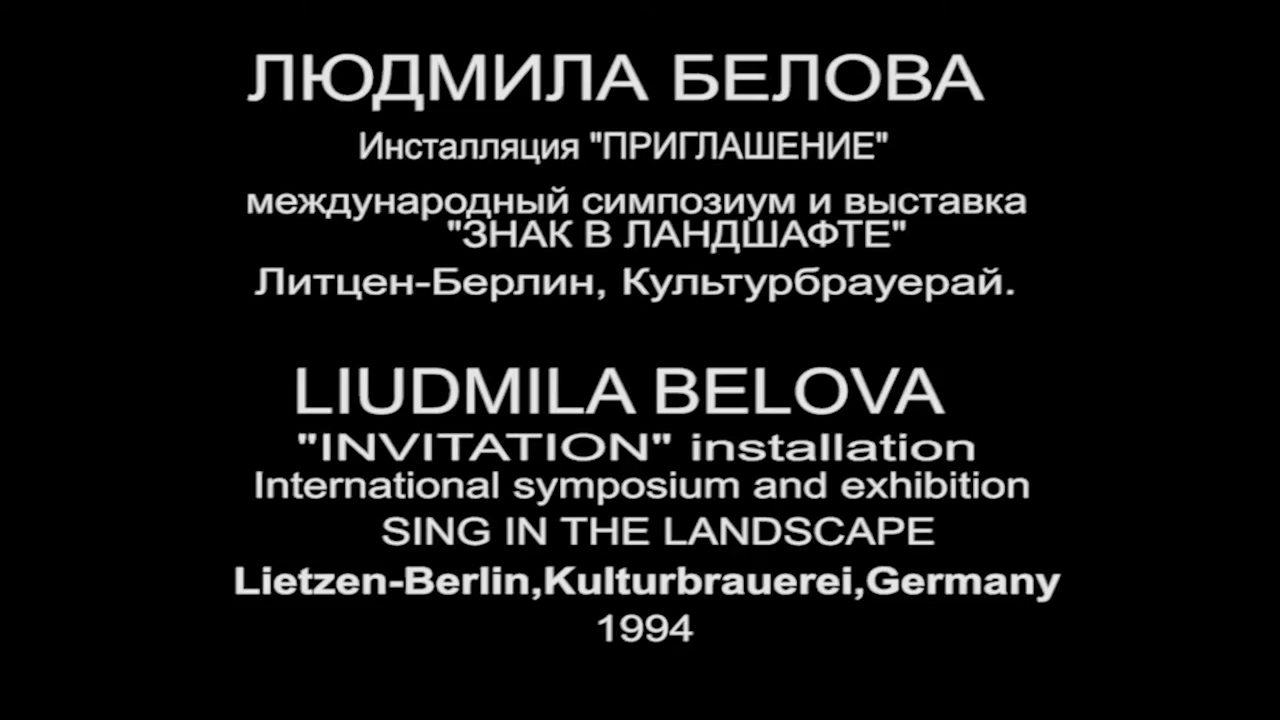 ЛЮДМИЛА БЕЛОВА
Инсталляция "ПРИГЛАШЕНИЕ"
международный симпозиум и выставка
"ЗНАК В ЛАНДШАФТЕ"
Литцен-Берлин, Культурбрауерай.
LIUDMILA BELOVA
"INVITATION" installation
International symposium and exhibition
SING IN THE LANDSCAPE
Lietzen-Berlin,Kulturbrauerei,Germany
1994